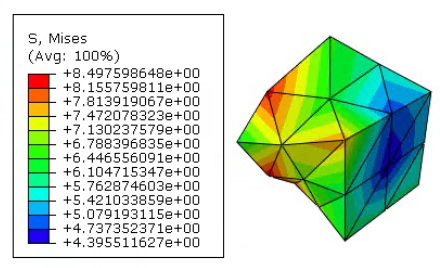 S, Mises
(Avg: 100%)
+8.497598648e+00
+8.155759811e+00
+7.813919067e+00
+7.472078323e+00
+7.130237579e+00
+6.788396835e+00
+6.446556091e+00
+6.104715347e+00
+5.762874603e+00
+5.421033859e+00
+5.079193115e+00
+4.737352371e+00
+4.395511627e+00